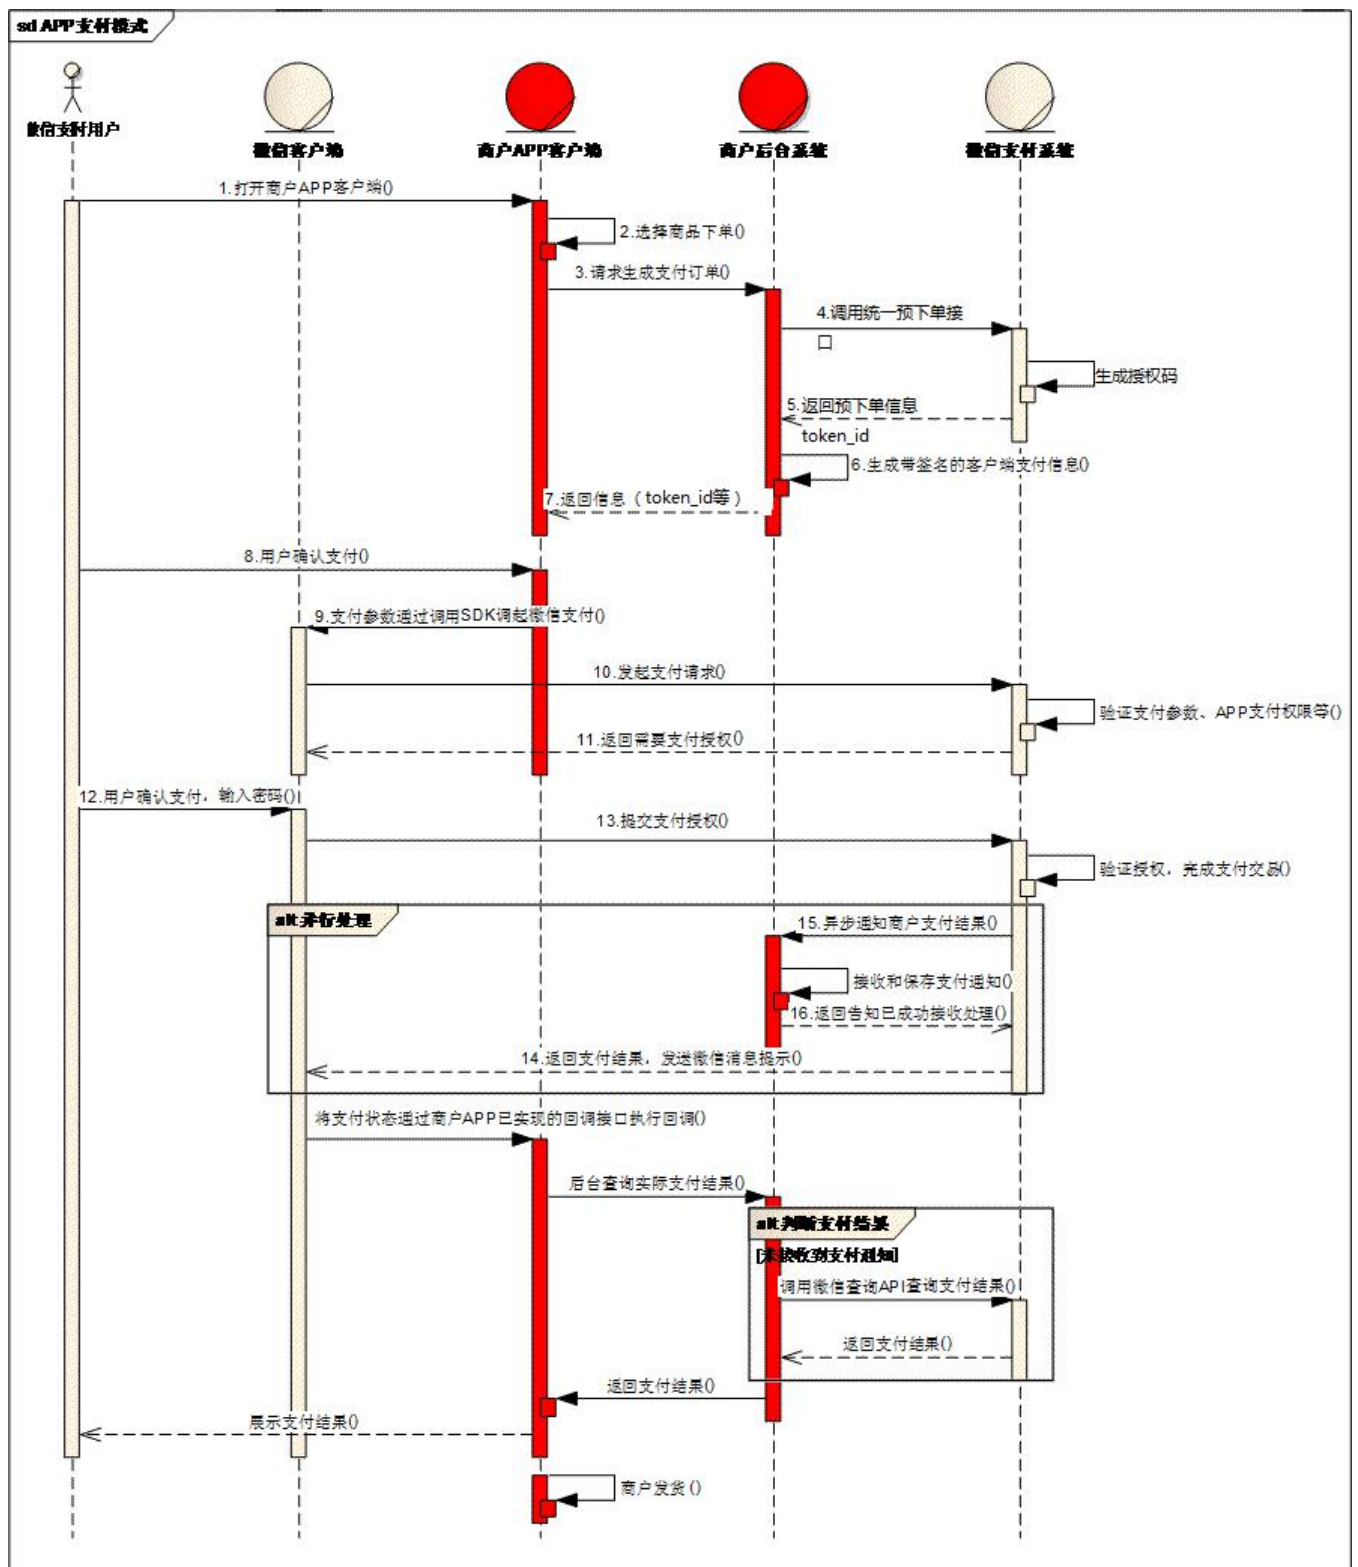 sd APP支付模式
微信支付用户
微信客户端
商户APP客户端
商户后台系统
微信支付系统
1.打开商户APP客户端()
2.选择商品下单()
3.请求生成支付订单()
4.调用统一预下单接
口
生成授权码
5.返回预下单信息
token_id
6.生成带签名的客户端支付信息()
7.返回信息（token_id等）
8.用户确认支付()
9.支付参数通过调用SDK调起微信支付()
10.发起支付请求()
验证支付参数、APP支付权限等()
11.返回需要支付授权()
12.用户确认支付，输入密码()
13.提交支付授权()
验证授权，完成支付交易()
alt 并行处理
15.异步通知商户支付结果()
接收和保存支付通知()
16.返回告知已成功接收处理()
14.返回支付结果，发送微信消息提示()
将支付状态通过商户APP已实现的回调接口执行回调()
后台查询实际支付结果()
alt 判断支付结果
[未接收到支付通知]
调用微信查询API查询支付结果()
返回支付结果()
返回支付结果()
展示支付结果()
商户发货()